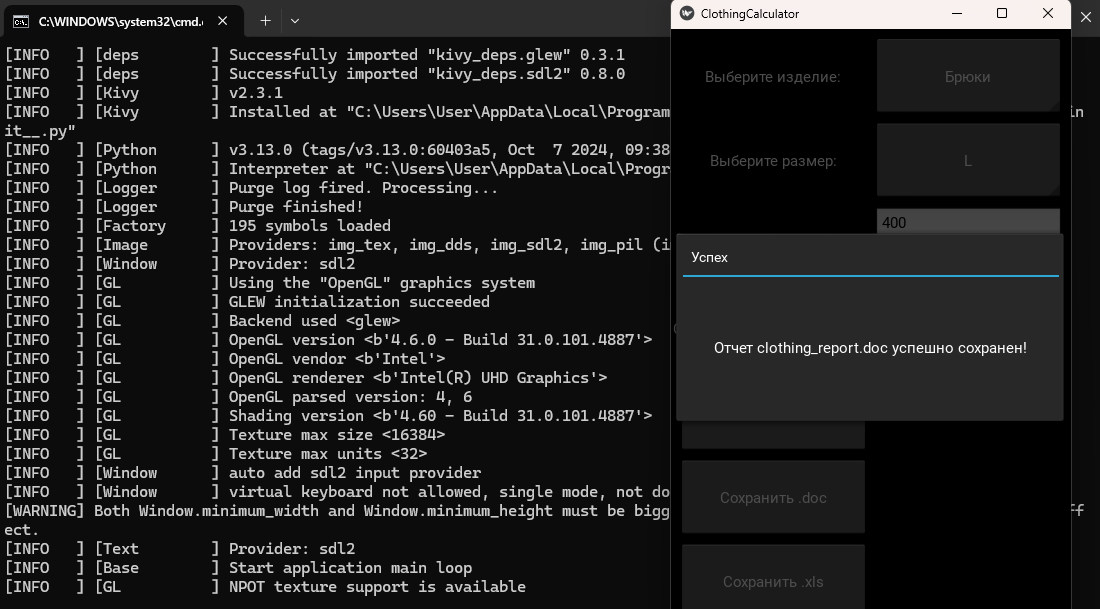 C:\WINDOWS\system32\cmd.
[INFO   ] [deps        ] Successfully imported "kivy_deps.glew" 0.3.1
[INFO   ] [deps        ] Successfully imported "kivy_deps.sdl2" 0.8.0
[INFO   ] [Kivy        ] v2.3.1
[INFO   ] [Kivy        ] Installed at "C:\Users\User\AppData\Local\Program in
it__.py"
[INFO   ] [Python      ] v3.13.0 (tags/v3.13.0:60403a5, Oct  7 2024, 09:38
[INFO   ] [Python      ] Interpreter at "C:\Users\User\AppData\Local\Progr
[INFO   ] [Logger      ] Purge log fired. Processing...
[INFO   ] [Logger      ] Purge finished!
[INFO   ] [Factory     ] 195 symbols loaded
[INFO   ] [Image       ] Providers: img_tex, img_dds, img_sdl2, img_pil (i
[INFO   ] [Window      ] Provider: sdl2
[INFO   ] [GL          ] Using the "OpenGL" graphics system
[INFO   ] [GL          ] GLEW initialization succeeded
[INFO   ] [GL          ] Backend used <glew>
[INFO   ] [GL          ] OpenGL version <b'4.6.0 - Build 31.0.101.4887'>
[INFO   ] [GL          ] OpenGL vendor <b'Intel'>
[INFO   ] [GL          ] OpenGL renderer <b'Intel(R) UHD Graphics'>
[INFO   ] [GL          ] OpenGL parsed version: 4, 6
[INFO   ] [GL          ] Shading version <b'4.60 - Build 31.0.101.4887'>
[INFO   ] [GL          ] Texture max size <16384>
[INFO   ] [GL          ] Texture max units <32>
[INFO   ] [Window      ] auto add sdl2 input provider
[INFO   ] [Window      ] virtual keyboard not allowed, single mode, not do
[WARNING] Both Window.minimum_width and Window.minimum_height must be bigg ff
ect.
[INFO   ] [Text        ] Provider: sdl2
[INFO   ] [Base        ] Start application main loop
[INFO   ] [GL          ] NPOT texture support is available
ClothingCalculator
Выберите изделие:
Брюки
Выберите размер:
L
400
Успех
Отчет clothing_report.doc успешно сохранен!
Сохранить .doc
Сохранить .xls